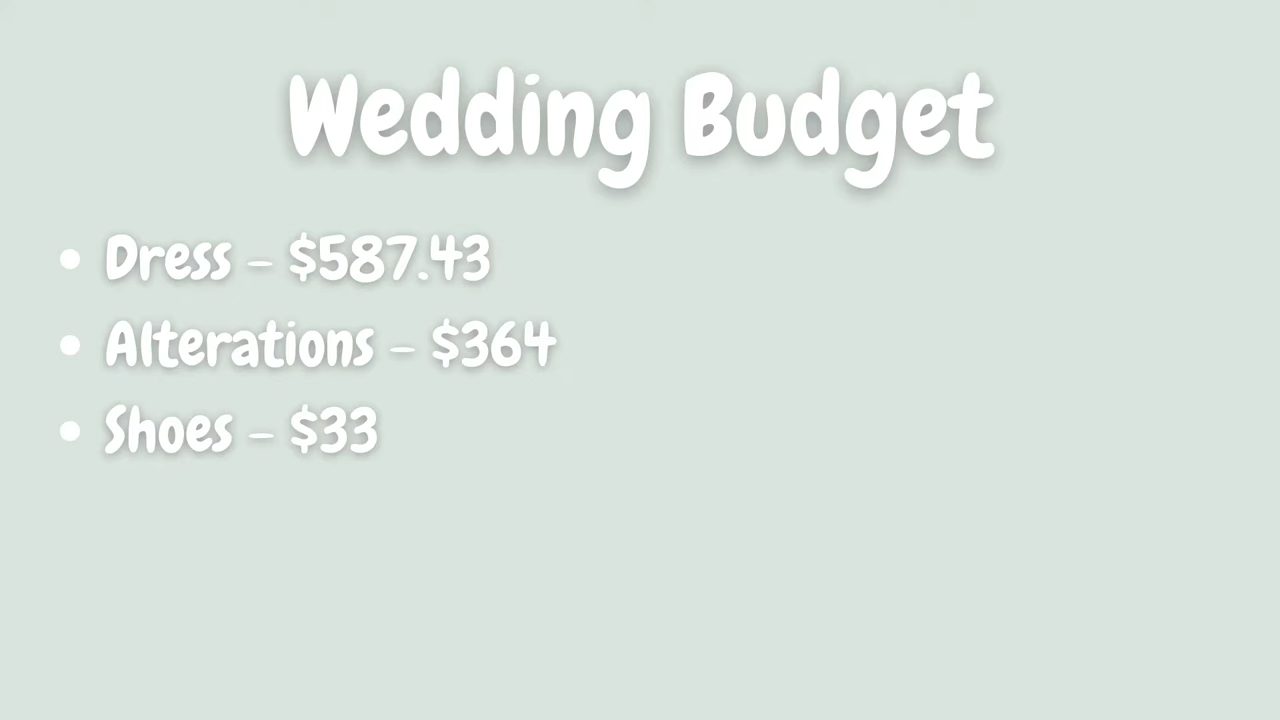 Wedding Budget
• Dress – $587.43
• Alterations – $364
• Shoes – $33